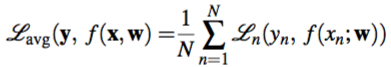 ℒavg(y, f(x,w) = 1/N ∑_{n=1}^{N} ℒn(yn, f(xn;w))